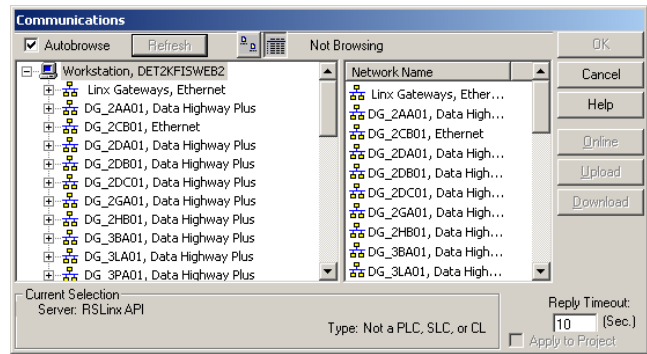 Communications
Autobrowse
Refresh
Not Browsing
OK
Cancel
Help
Online
Upload
Download
Workstation, DET2KFISWEB2
Linx Gateways, Ethernet
DG_2AA01, Data Highway Plus
DG_2CB01, Ethernet
DG_2DA01, Data Highway Plus
DG_2DB01, Data Highway Plus
DG_2DC01, Data Highway Plus
DG_2GA01, Data Highway Plus
DG_2HB01, Data Highway Plus
DG_3BA01, Data Highway Plus
DG_3LA01, Data Highway Plus
DG_3PA01, Data Highway Plus
Network Name
Linx Gateways, Ether...
DG_2AA01, Data High...
DG_2CB01, Ethernet
DG_2DA01, Data High...
DG_2DB01, Data High...
DG_2DC01, Data High...
DG_2GA01, Data High...
DG_2HB01, Data High...
DG_3BA01, Data High...
DG_3LA01, Data High...
Current Selection
Server: RSLinx API
Type: Not a PLC, SLC, or CL
Reply Timeout:
10 (Sec.)
Apply to Project